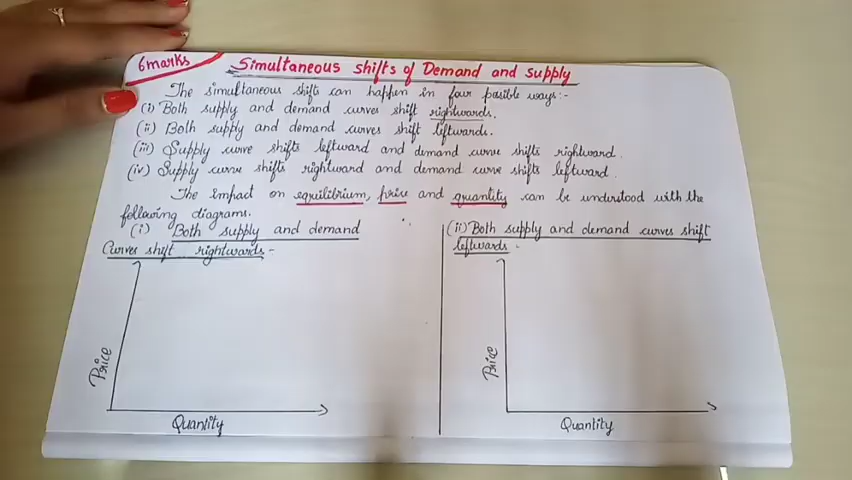 6marks
Simultaneous shifts of Demand and supply
The simultaneous shift can happen in four posible ways:-
(i) Both supply and demand curves shift rightwards.
(ii) Both supply and demand curves shift leftwards.
(iii) Supply curve shifts leftward and demand curve shifts rightward.
(iv) Supply curve shifts rightward and demand curve shifts leftward.
The impact on equilibrium, price and quantity can be understood with the
following diagrams.
(i) Both supply and demand
Curves shift rightwards-
Price
Quantity
(ii) Both supply and demand curves shift
leftwards-
Price
Quantity